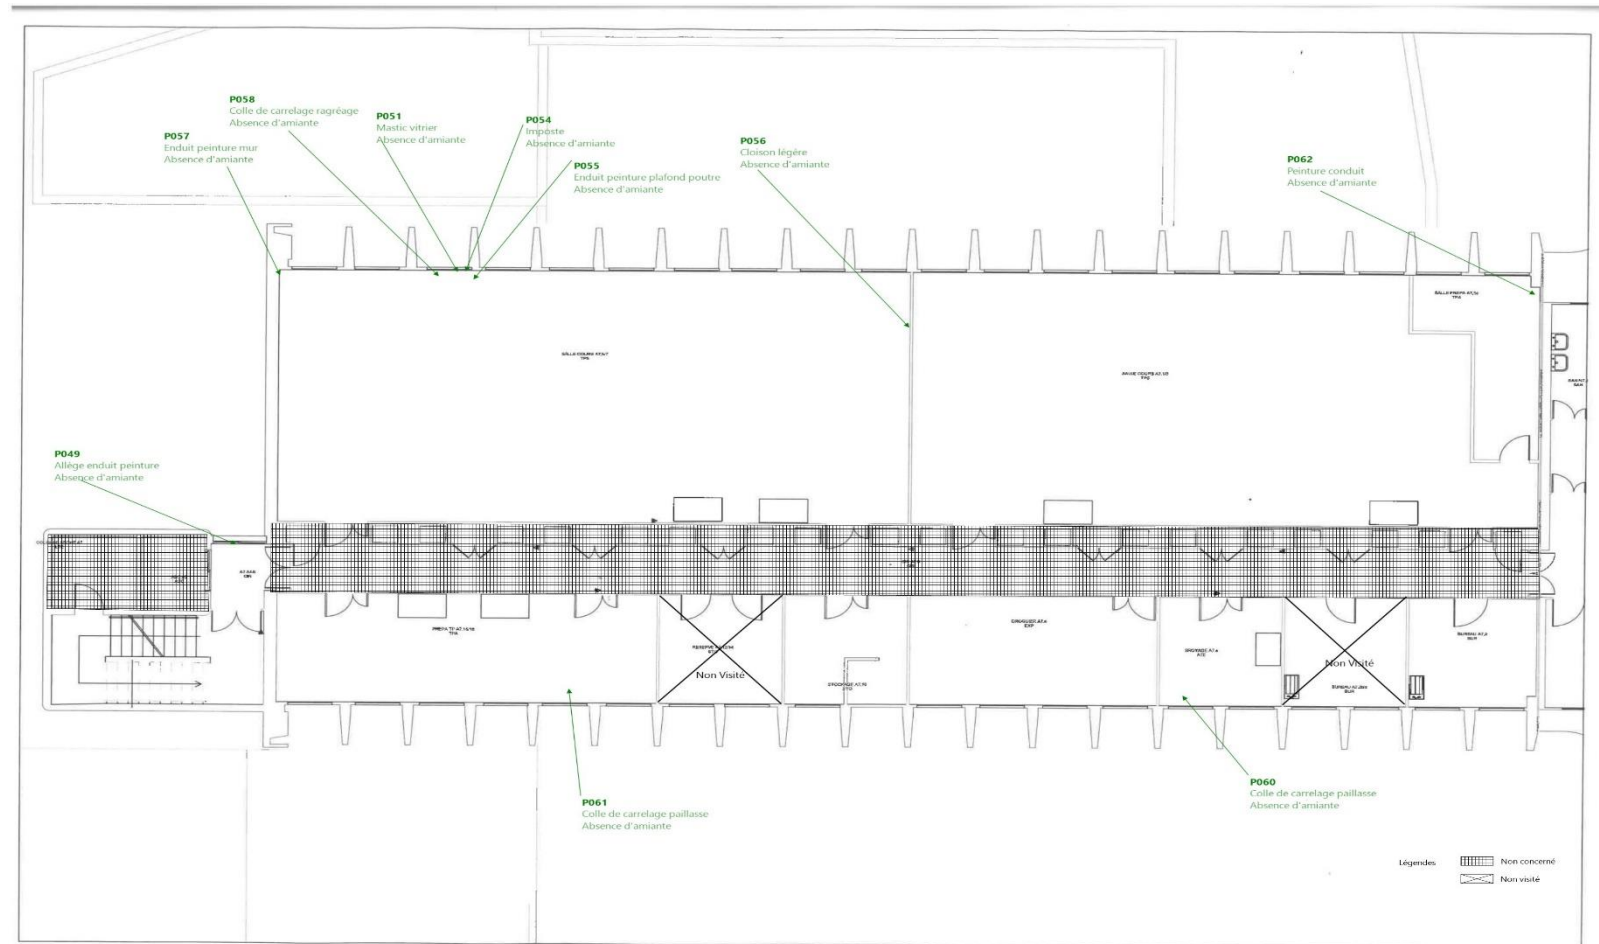 P058
Colle de carrelage ragréage
Absence d'amiante
P051
Mastic vitrier
Absence d'amiante
P054
Imposte
Absence d'amiante
P057
Enduit peinture mur
Absence d'amiante
P055
Enduit peinture plafond poutre
Absence d'amiante
P056
Cloison légère
Absence d'amiante
P062
Peinture conduit
Absence d'amiante
P049
Allège enduit peinture
Absence d'amiante
Non Visité
Non Visité
P061
Colle de carrelage paillasse
Absence d'amiante
P060
Colle de carrelage paillasse
Absence d'amiante
Légendes
Non concerné
Non visité